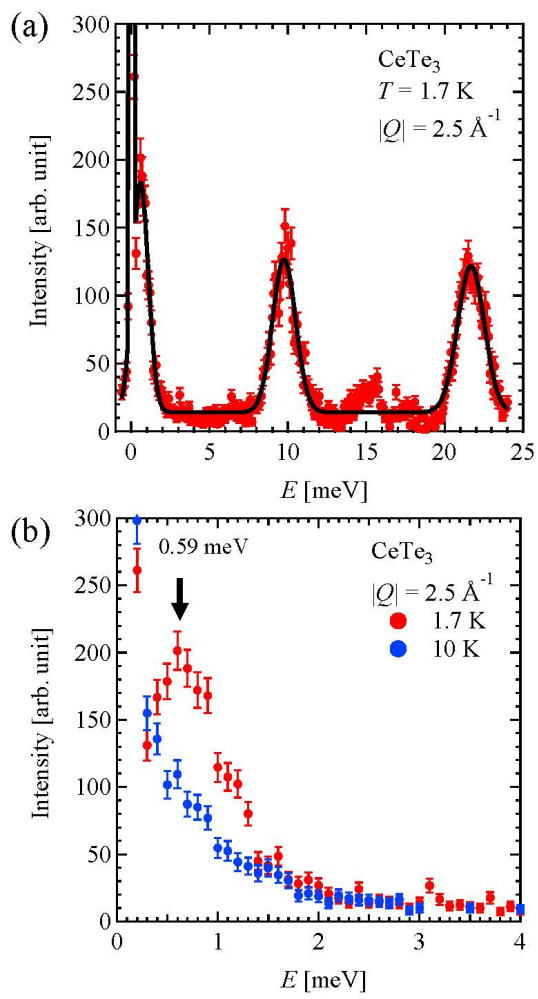 (a)
300
250
200
150
100
50
0
Intensity [arb. unit]
CeTe3
T = 1.7 K
|Q| = 2.5 Å-1
0 5 10 15 20 25
E [meV]
(b)
300
250
200
150
100
50
0
Intensity [arb. unit]
0.59 meV
CeTe3
|Q| = 2.5 Å-1
1.7 K
10 K
0 1 2 3 4
E [meV]